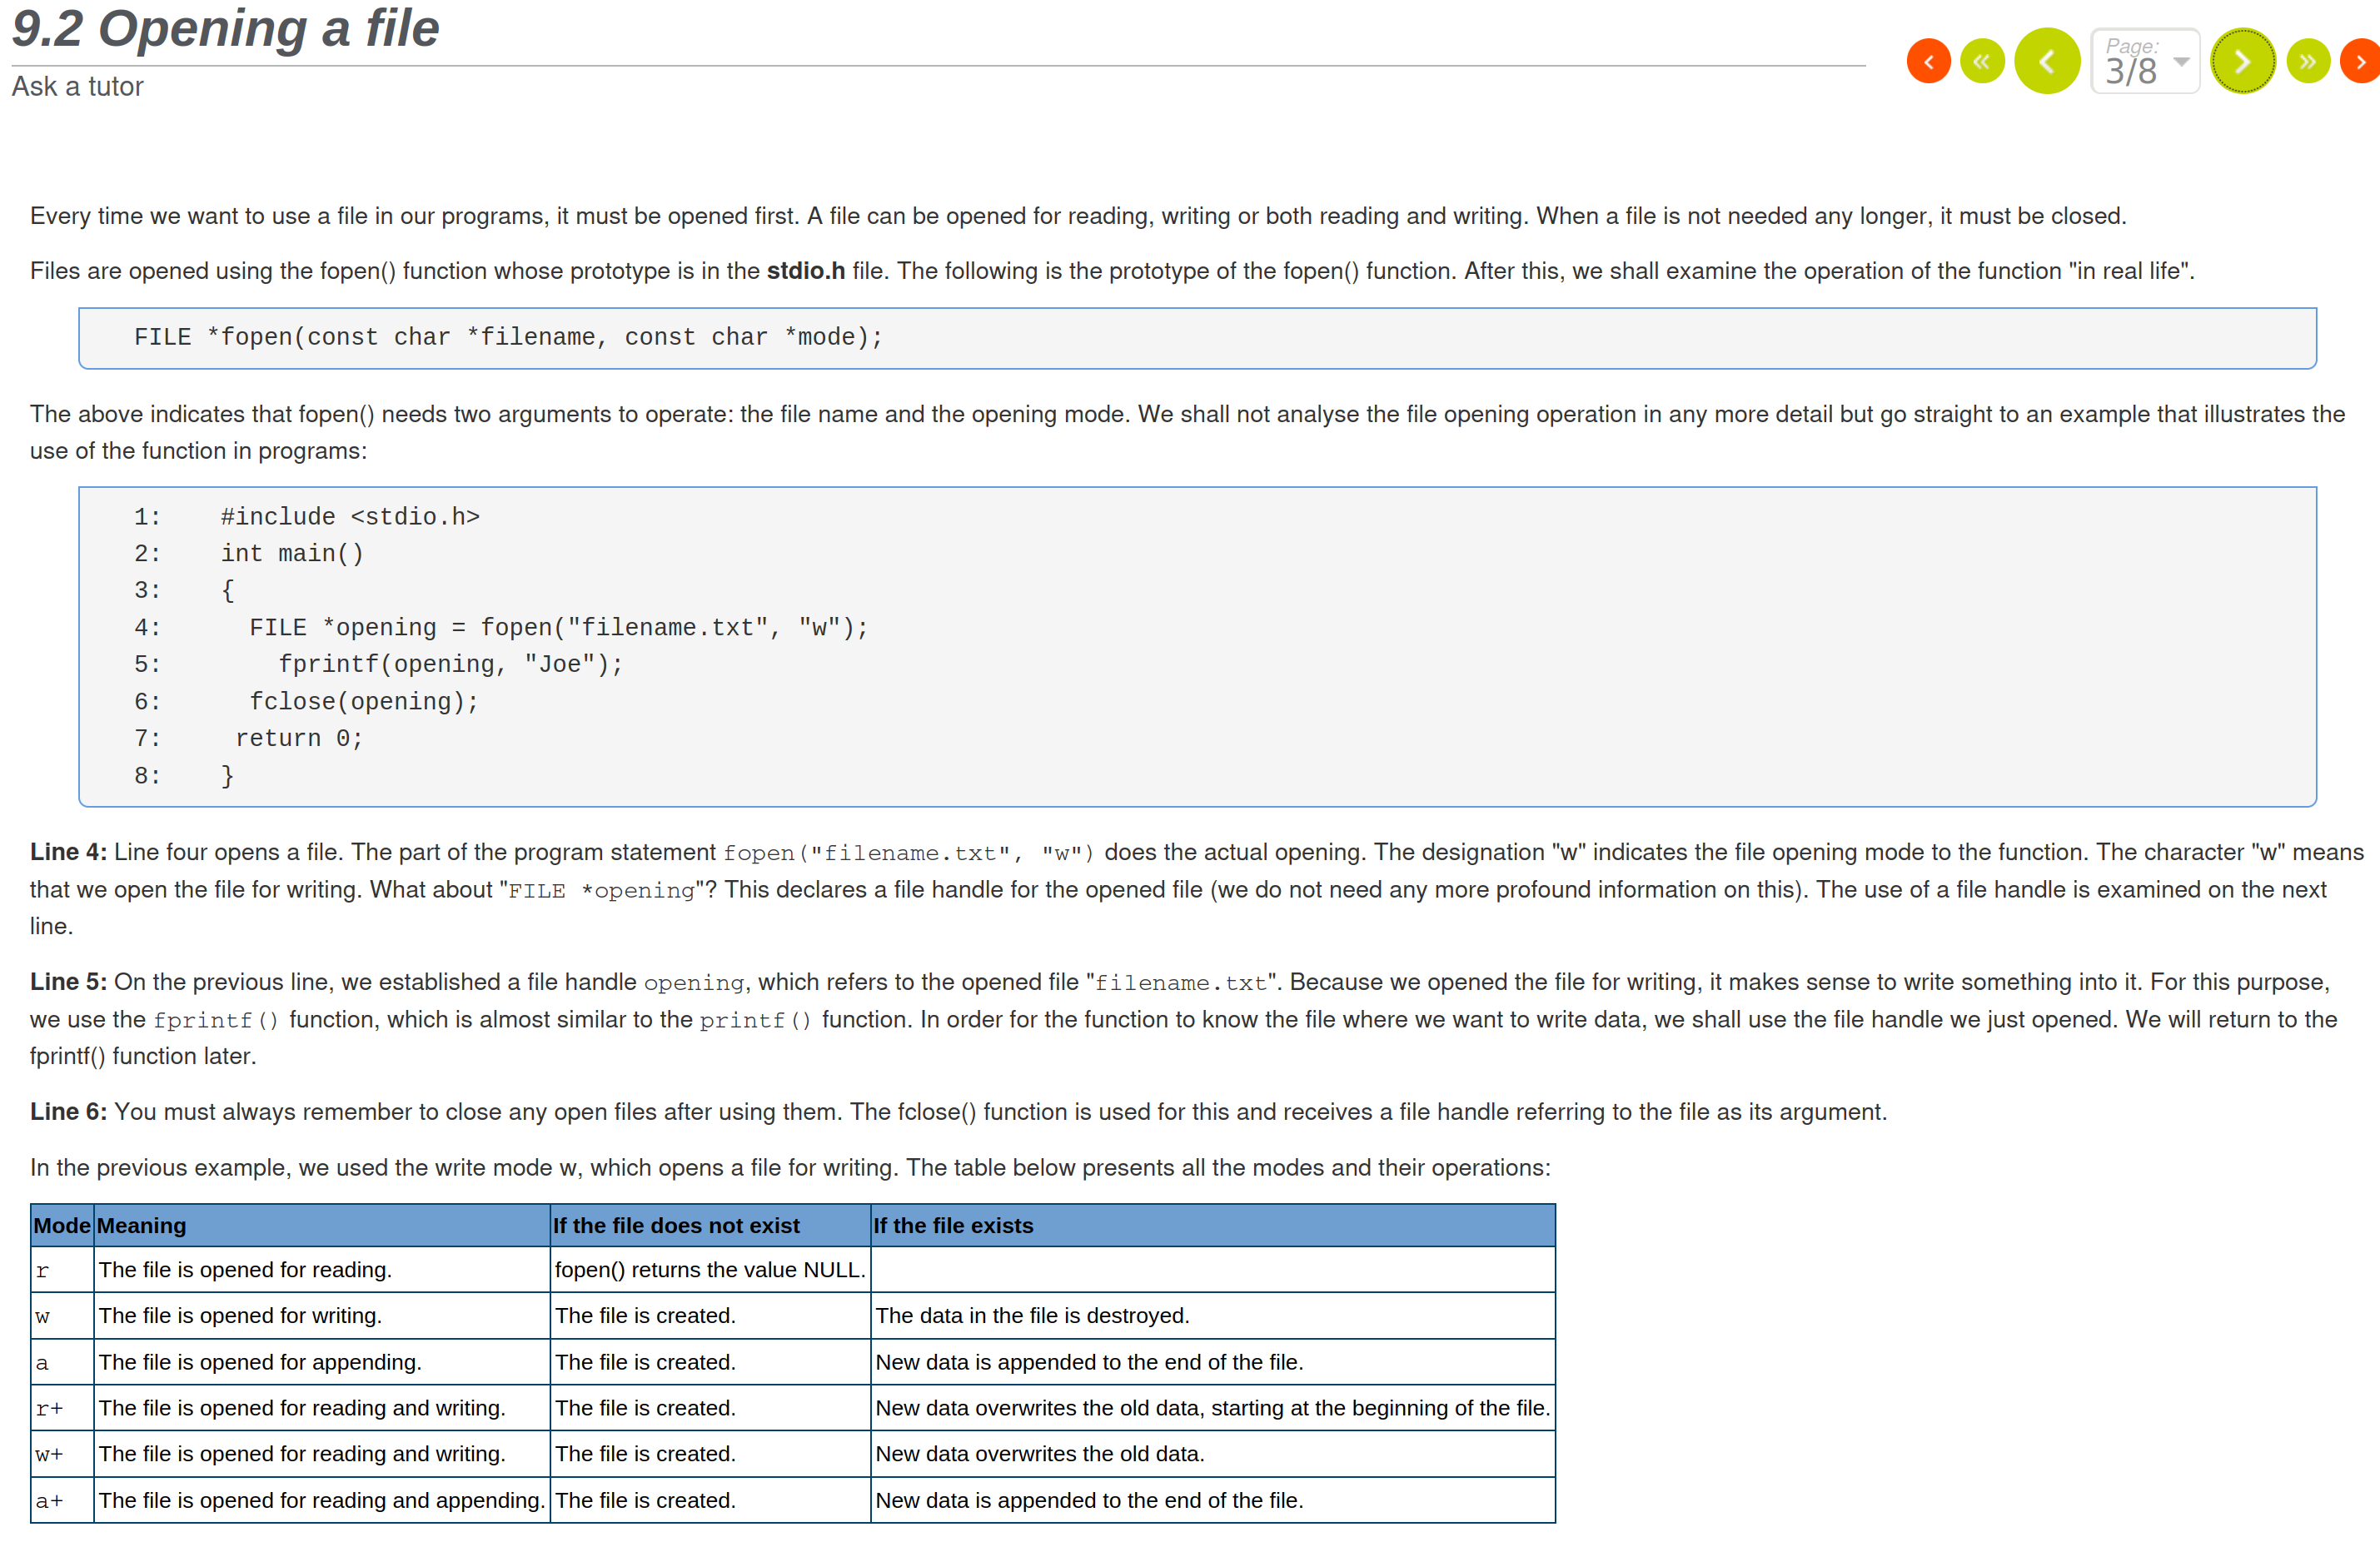 9.2 Opening a file
Ask a tutor
Page:
3/8
Every time we want to use a file in our programs, it must be opened first. A file can be opened for reading, writing or both reading and writing. When a file is not needed any longer, it must be closed.
Files are opened using the fopen() function whose prototype is in the stdio.h file. The following is the prototype of the fopen() function. After this, we shall examine the operation of the function "in real life".
FILE *fopen(const char *filename, const char *mode);
The above indicates that fopen() needs two arguments to operate: the file name and the opening mode. We shall not analyse the file opening operation in any more detail but go straight to an example that illustrates the
use of the function in programs:
1:    #include <stdio.h>
2:    int main()
3:    {
4:      FILE *opening = fopen("filename.txt", "w");
5:        fprintf(opening, "Joe");
6:      fclose(opening);
7:     return 0;
8:    }
Line 4: Line four opens a file. The part of the program statement fopen("filename.txt", "w") does the actual opening. The designation "w" indicates the file opening mode to the function. The character "w" means
that we open the file for writing. What about "FILE *opening"? This declares a file handle for the opened file (we do not need any more profound information on this). The use of a file handle is examined on the next
line.
Line 5: On the previous line, we established a file handle opening, which refers to the opened file "filename.txt". Because we opened the file for writing, it makes sense to write something into it. For this purpose,
we use the fprintf() function, which is almost similar to the printf() function. In order for the function to know the file where we want to write data, we shall use the file handle we just opened. We will return to the
fprintf() function later.
Line 6: You must always remember to close any open files after using them. The fclose() function is used for this and receives a file handle referring to the file as its argument.
In the previous example, we used the write mode w, which opens a file for writing. The table below presents all the modes and their operations:
Mode Meaning If the file does not exist If the file exists
r The file is opened for reading. fopen() returns the value NULL.
w The file is opened for writing. The file is created. The data in the file is destroyed.
a The file is opened for appending. The file is created. New data is appended to the end of the file.
r+ The file is opened for reading and writing. The file is created. New data overwrites the old data, starting at the beginning of the file.
w+ The file is opened for reading and writing. The file is created. New data overwrites the old data.
a+ The file is opened for reading and appending. The file is created. New data is appended to the end of the file.